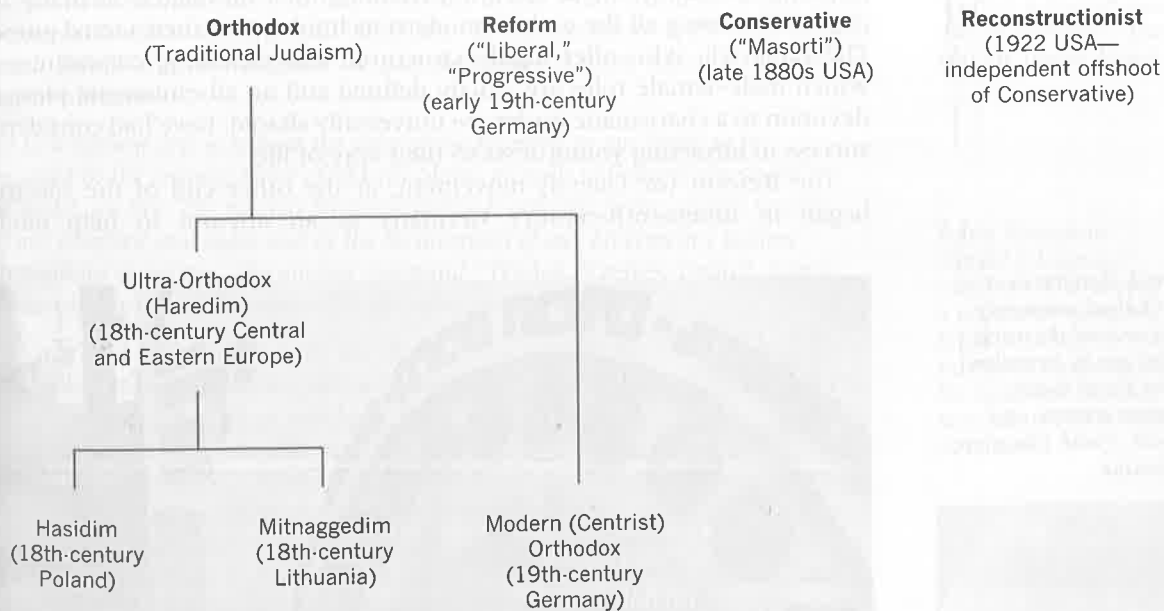 Orthodox
(Traditional Judaism)
Reform
("Liberal,"
"Progressive")
(early 19th-century
Germany)
Conservative
("Masorti")
(late 1880s USA)
Reconstructionist
(1922 USA—
independent offshoot
of Conservative)
Ultra-Orthodox
(Haredim)
(18th-century Central
and Eastern Europe)
Hasidim
(18th-century
Poland)
Mitnaggedim
(18th-century
Lithuania)
Modern (Centrist)
Orthodox
(19th-century
Germany)